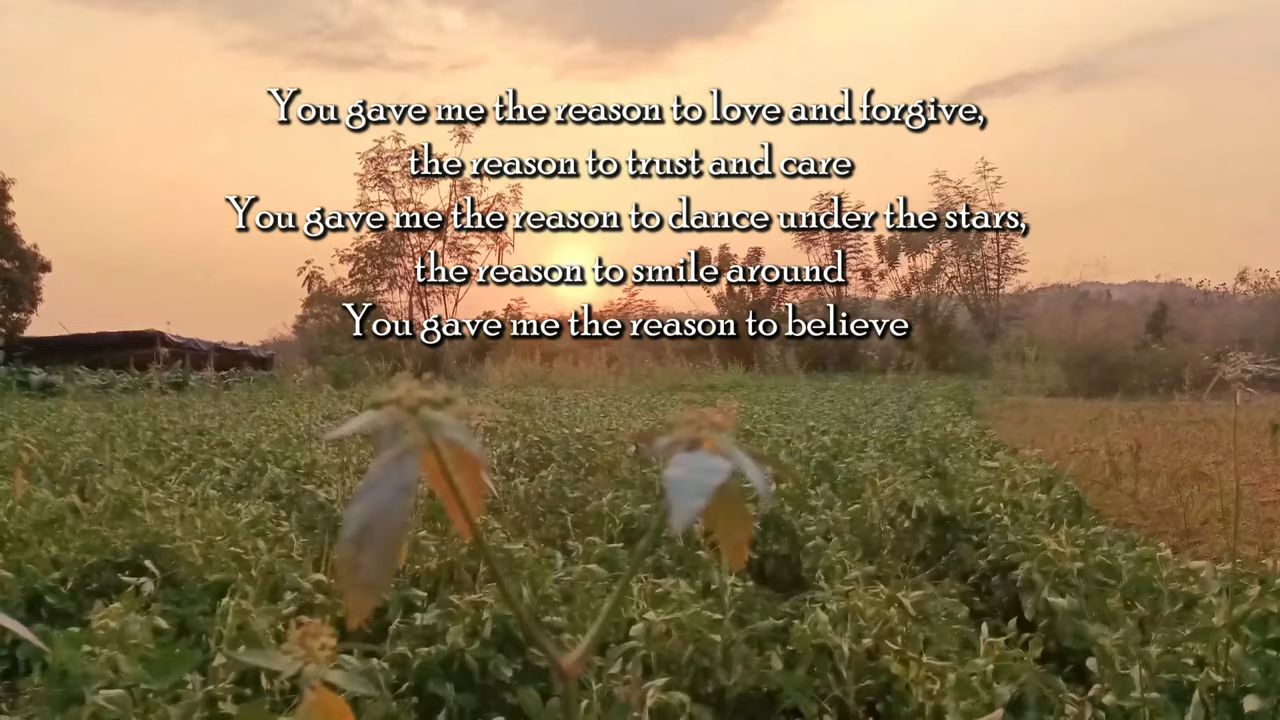 You gave me the reason to love and forgive,
the reason to trust and care
You gave me the reason to dance under the stars,
the reason to smile around
You gave me the reason to believe